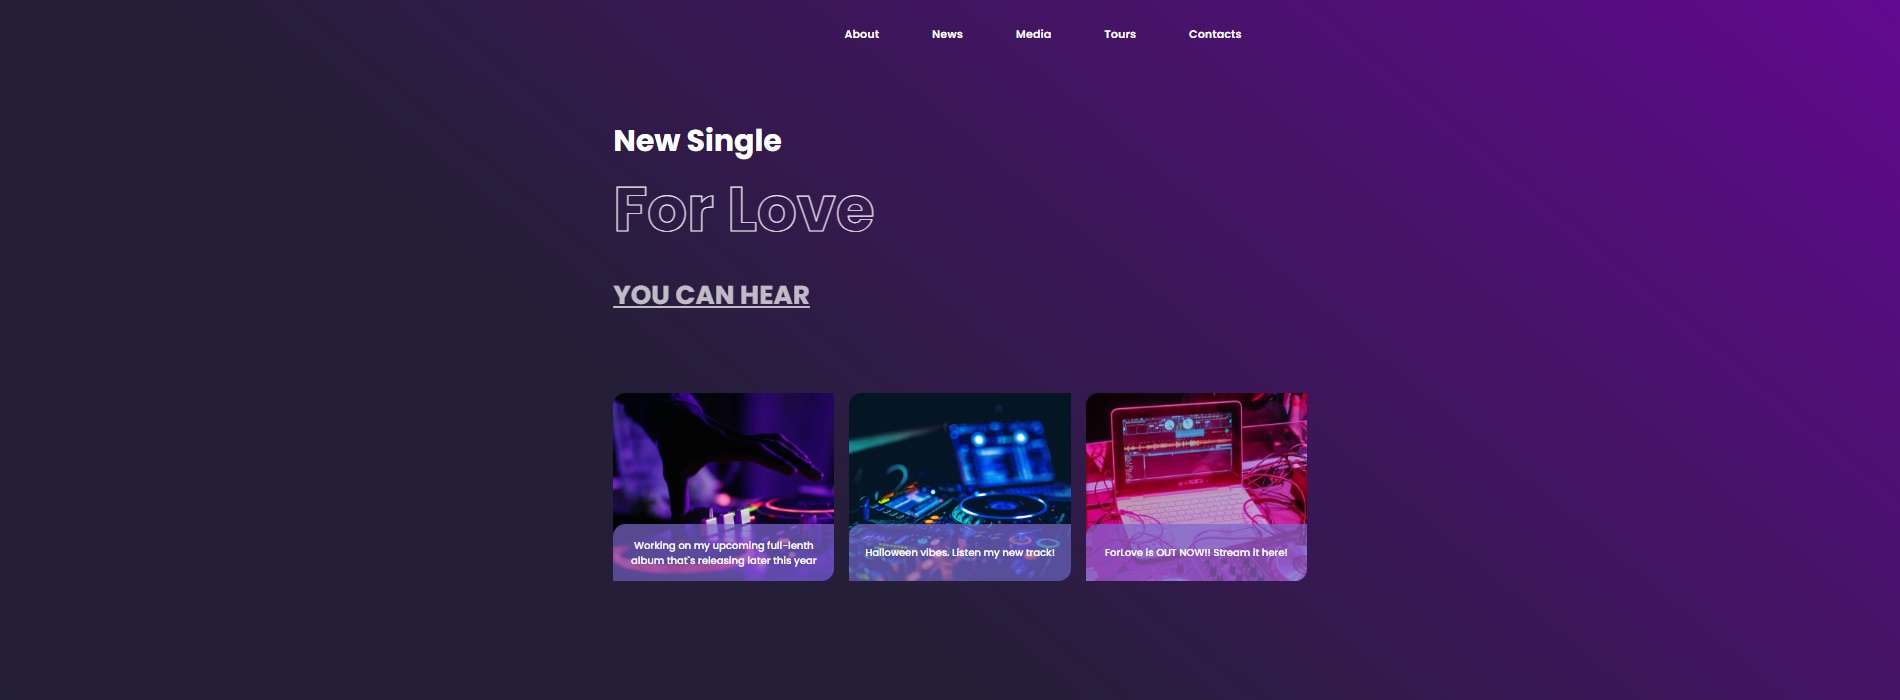 About News Media Tours Contacts
New Single
For Love
YOU CAN HEAR
Working on my upcoming full-lenth
album that's releasing later this year
Halloween vibes. Listen my new track!
ForLove is OUT NOW!! Stream it here!